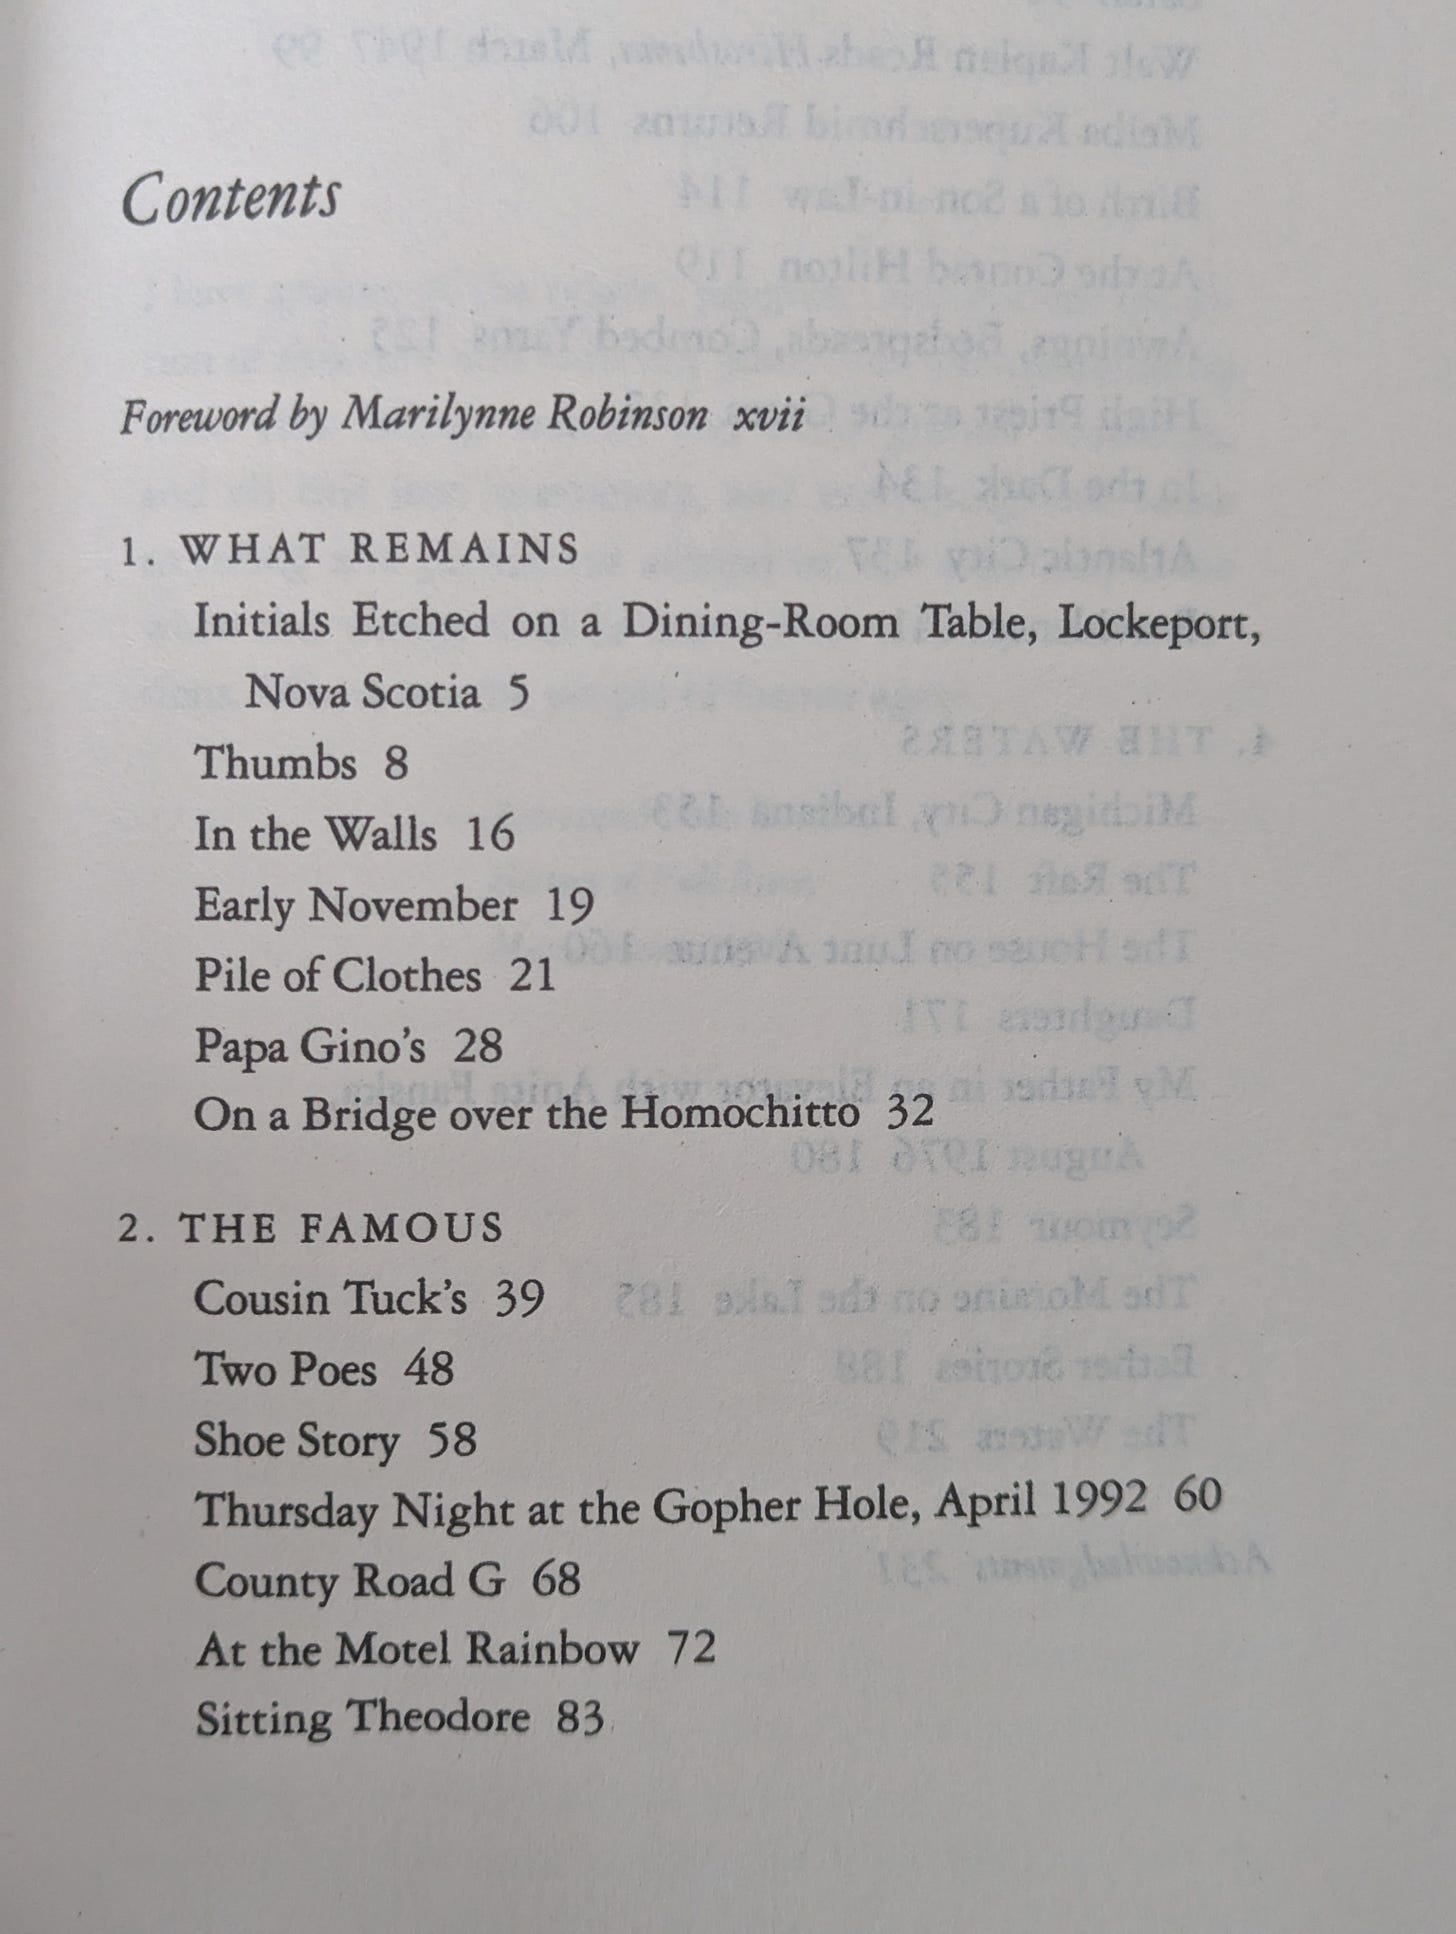 Contents
Foreword by Marilynne Robinson xvii
1. WHAT REMAINS
Initials Etched on a Dining-Room Table, Lockeport,
Nova Scotia 5
Thumbs 8
In the Walls 16
Early November 19
Pile of Clothes 21
Papa Gino's 28
On a Bridge over the Homochitto 32
2. THE FAMOUS
Cousin Tuck's 39
Two Poes 48
Shoe Story 58
Thursday Night at the Gopher Hole, April 1992 60
County Road G 68
At the Motel Rainbow 72
Sitting Theodore 83